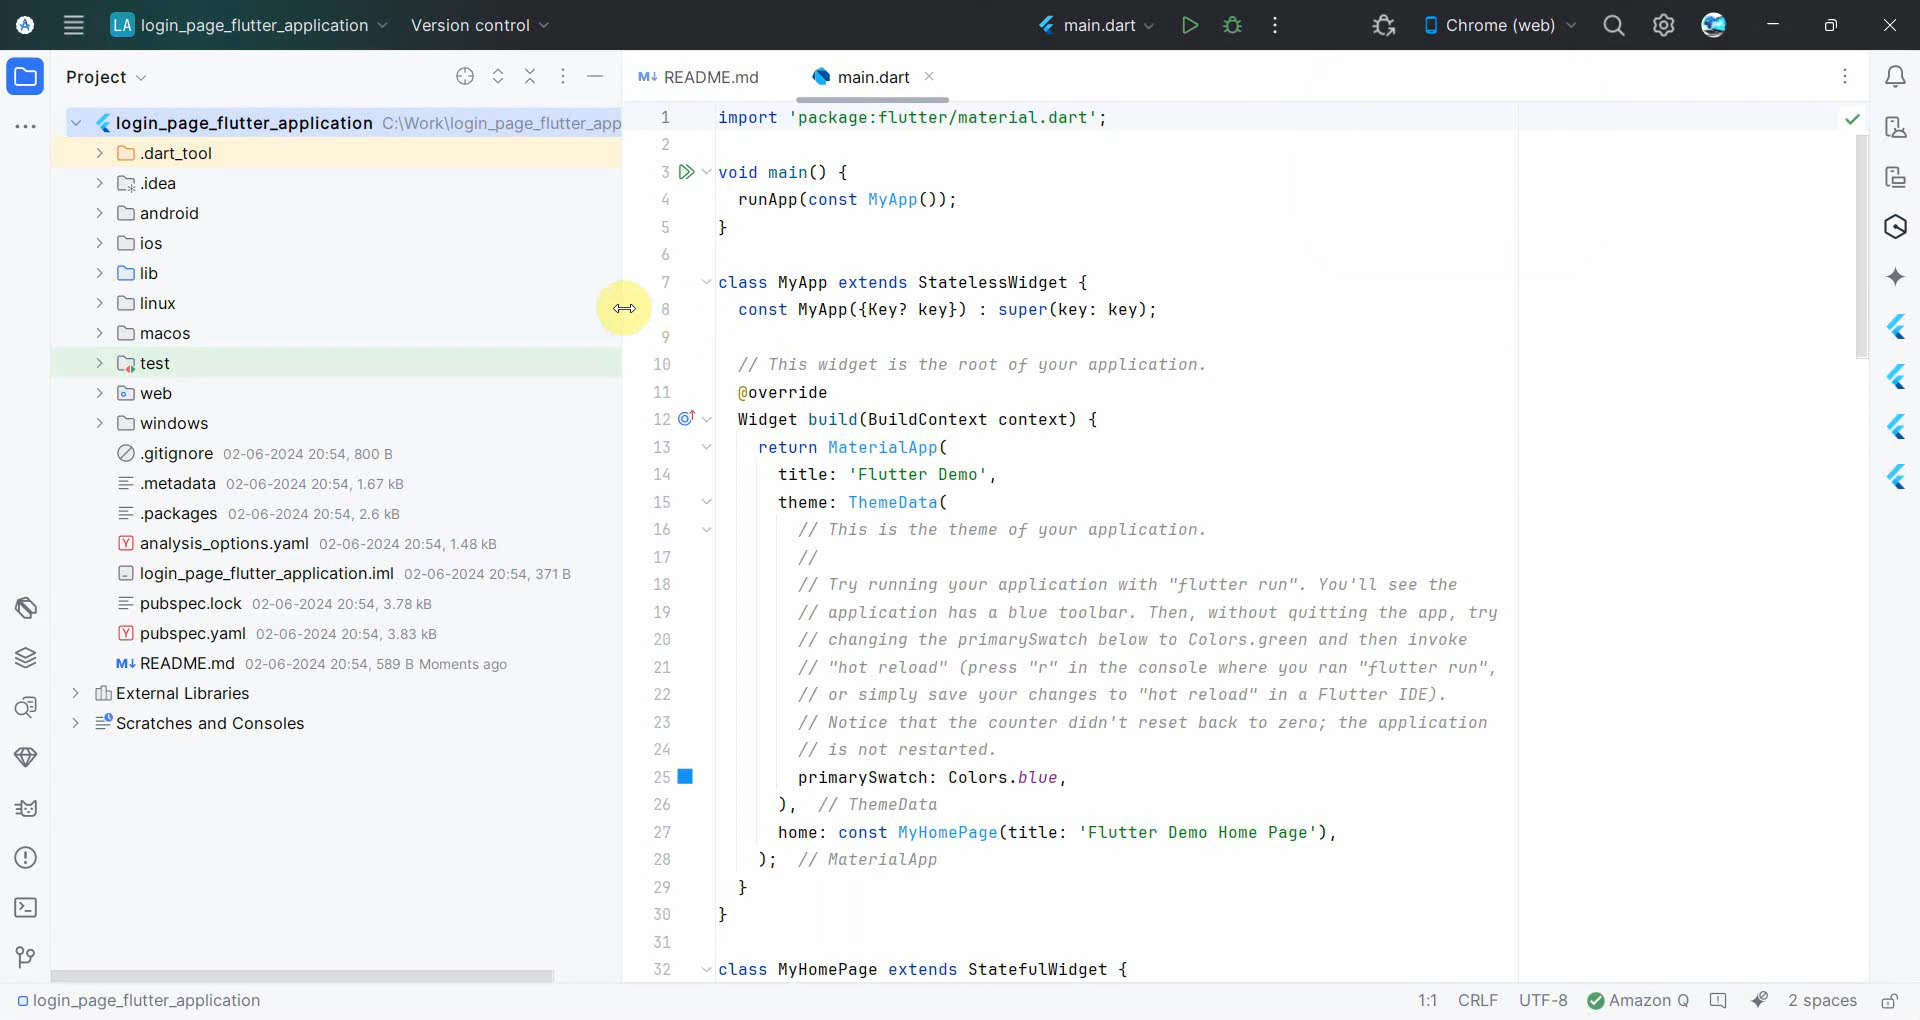 LA login_page_flutter_application Version control main.dart Chrome (web)
Project
login_page_flutter_application C:\Work\login_page_flutter_app
.dart_tool
.idea
android
ios
lib
linux
macos
test
web
windows
.gitignore 02-06-2024 20:54, 800 B
.metadata 02-06-2024 20:54, 1.67 kB
.packages 02-06-2024 20:54, 2.6 kB
analysis_options.yaml 02-06-2024 20:54, 1.48 kB
login_page_flutter_application.iml 02-06-2024 20:54, 371 B
pubspec.lock 02-06-2024 20:54, 3.78 kB
pubspec.yaml 02-06-2024 20:54, 3.83 kB
M↓ README.md 02-06-2024 20:54, 589 B Moments ago
External Libraries
Scratches and Consoles
M↓ README.md main.dart
1 import 'package:flutter/material.dart';
2
3 void main() {
4 runApp(const MyApp());
5 }
6
7 class MyApp extends StatelessWidget {
8 const MyApp({Key? key}) : super(key: key);
9
10 // This widget is the root of your application.
11 @override
12 Widget build(BuildContext context) {
13 return MaterialApp(
14 title: 'Flutter Demo',
15 theme: ThemeData(
16 // This is the theme of your application.
17 //
18 // Try running your application with "flutter run". You'll see the
19 // application has a blue toolbar. Then, without quitting the app, try
20 // changing the primarySwatch below to Colors.green and then invoke
21 // "hot reload" (press "r" in the console where you ran "flutter run",
22 // or simply save your changes to "hot reload" in a Flutter IDE).
23 // Notice that the counter didn't reset back to zero; the application
24 // is not restarted.
25 primarySwatch: Colors.blue,
26 ), // ThemeData
27 home: const MyHomePage(title: 'Flutter Demo Home Page'),
28 ); // MaterialApp
29 }
30 }
31
32 class MyHomePage extends StatefulWidget {
login_page_flutter_application 1:1 CRLF UTF-8 Amazon Q 2 spaces